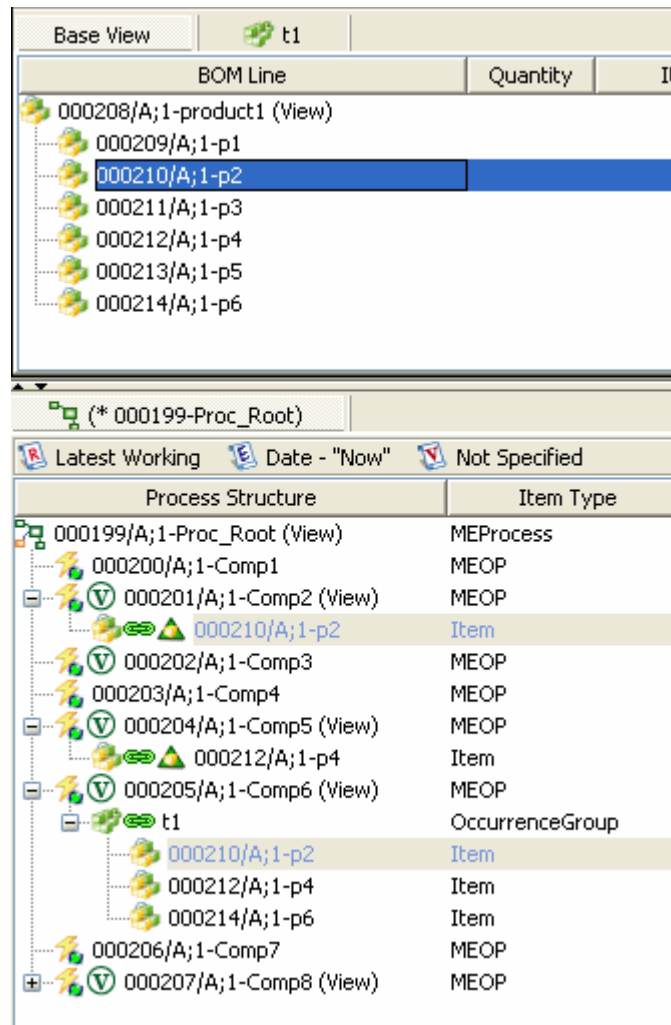 Base View t1
BOM Line Quantity
000208/A;1-product1 (View)
000209/A;1-p1
000210/A;1-p2
000211/A;1-p3
000212/A;1-p4
000213/A;1-p5
000214/A;1-p6
(* 000199-Proc_Root)
R Latest Working E Date - "Now" V Not Specified
Process Structure Item Type
000199/A;1-Proc_Root (View) MEProcess
000200/A;1-Comp1 MEOP
V 000201/A;1-Comp2 (View) MEOP
000210/A;1-p2 Item
V 000202/A;1-Comp3 MEOP
000203/A;1-Comp4 MEOP
V 000204/A;1-Comp5 (View) MEOP
000212/A;1-p4 Item
V 000205/A;1-Comp6 (View) MEOP
t1 OccurrenceGroup
000210/A;1-p2 Item
000212/A;1-p4 Item
000214/A;1-p6 Item
000206/A;1-Comp7 MEOP
V 000207/A;1-Comp8 (View) MEOP